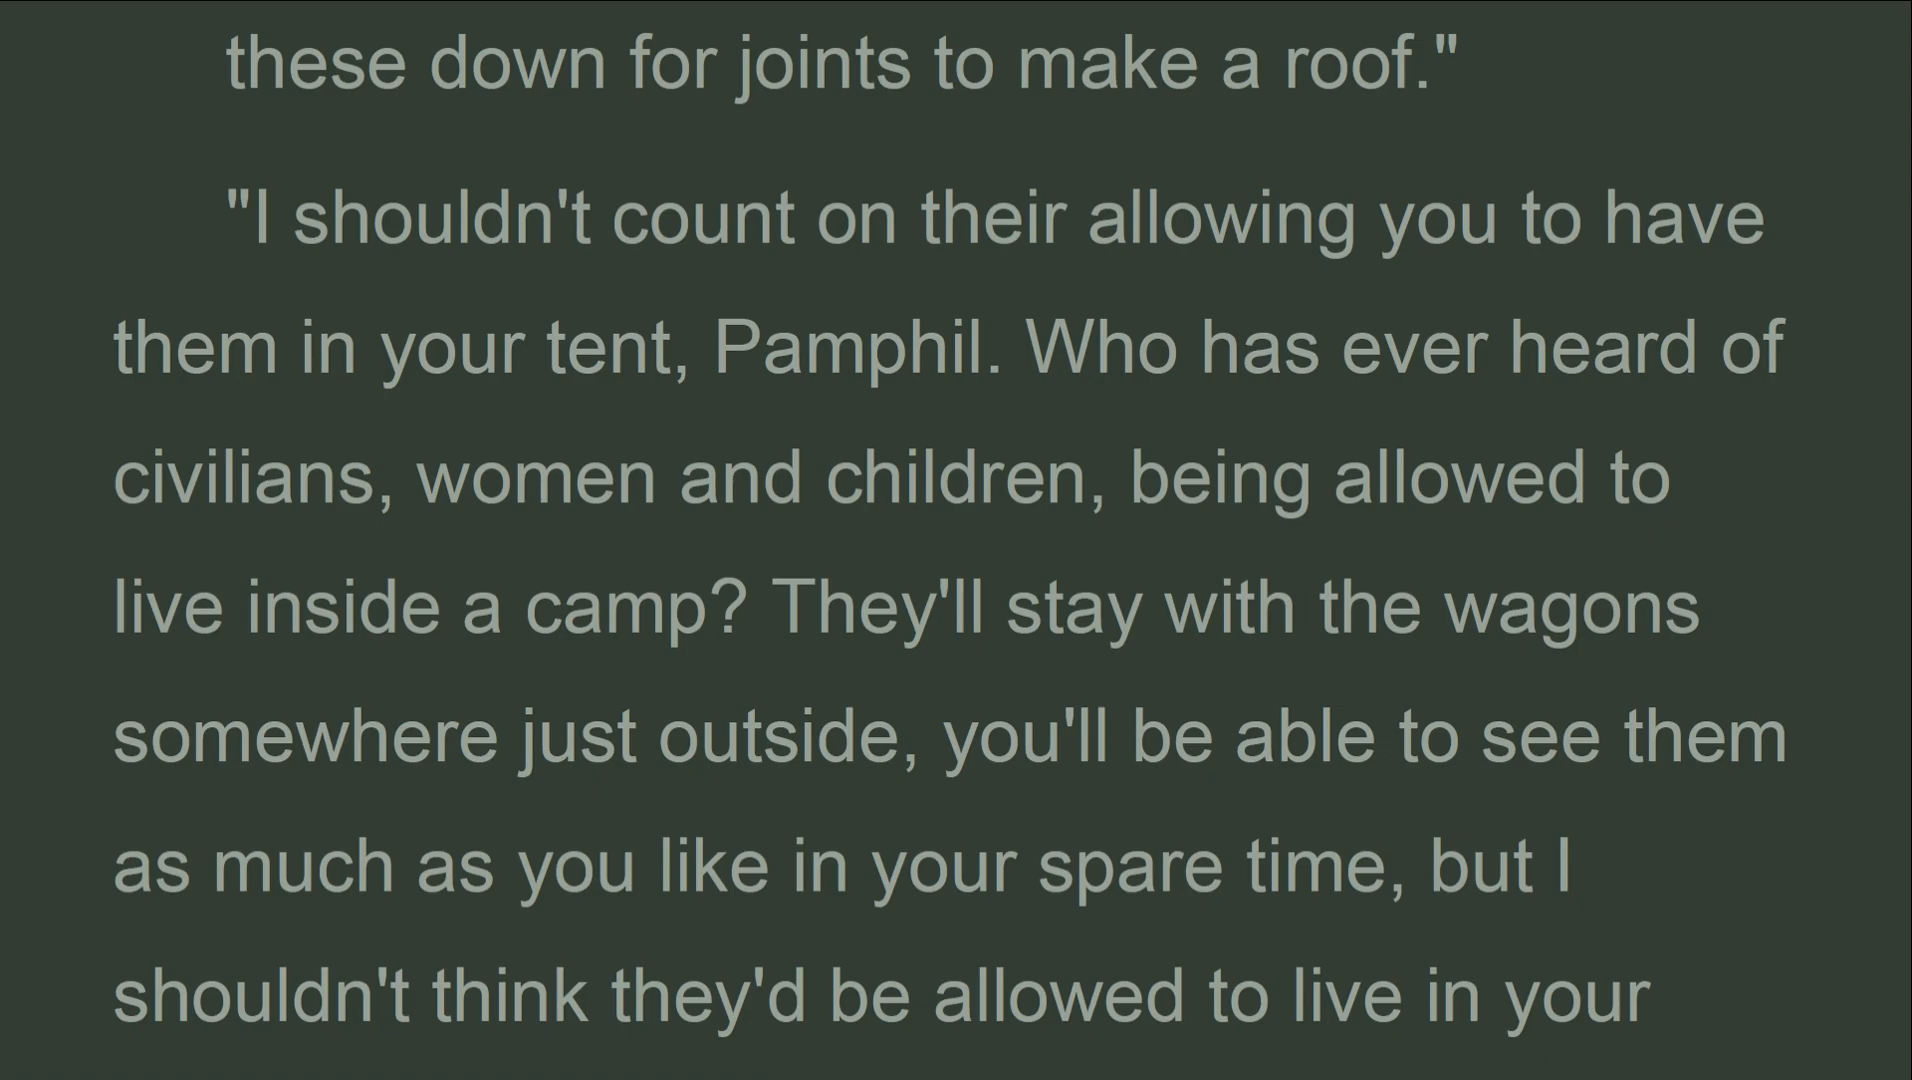 these down for joints to make a roof."
"I shouldn't count on their allowing you to have
them in your tent, Pamphil. Who has ever heard of
civilians, women and children, being allowed to
live inside a camp? They'll stay with the wagons
somewhere just outside, you'll be able to see them
as much as you like in your spare time, but I
shouldn't think they'd be allowed to live in your